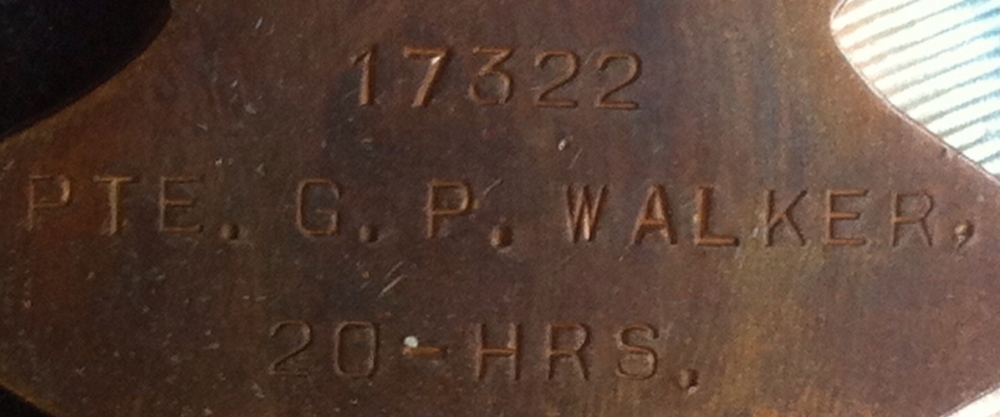 17322
PTE. G. P. WALKER,
20-HRS.